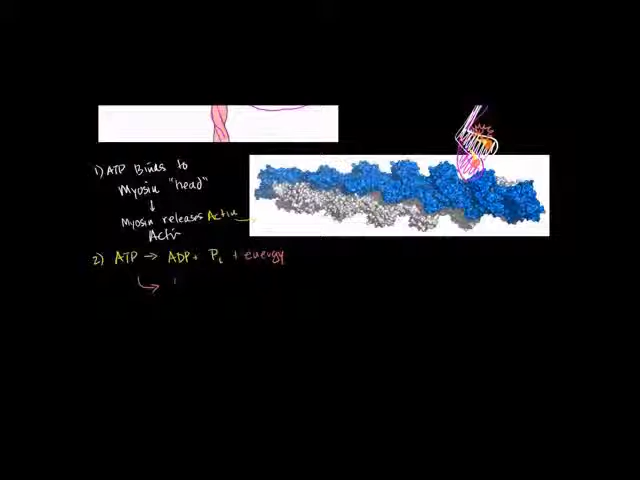 1) ATP Binds to
Myosin "head"
↓
Myosin releases Actin
Actin
2) ATP → ADP + Pi + energy